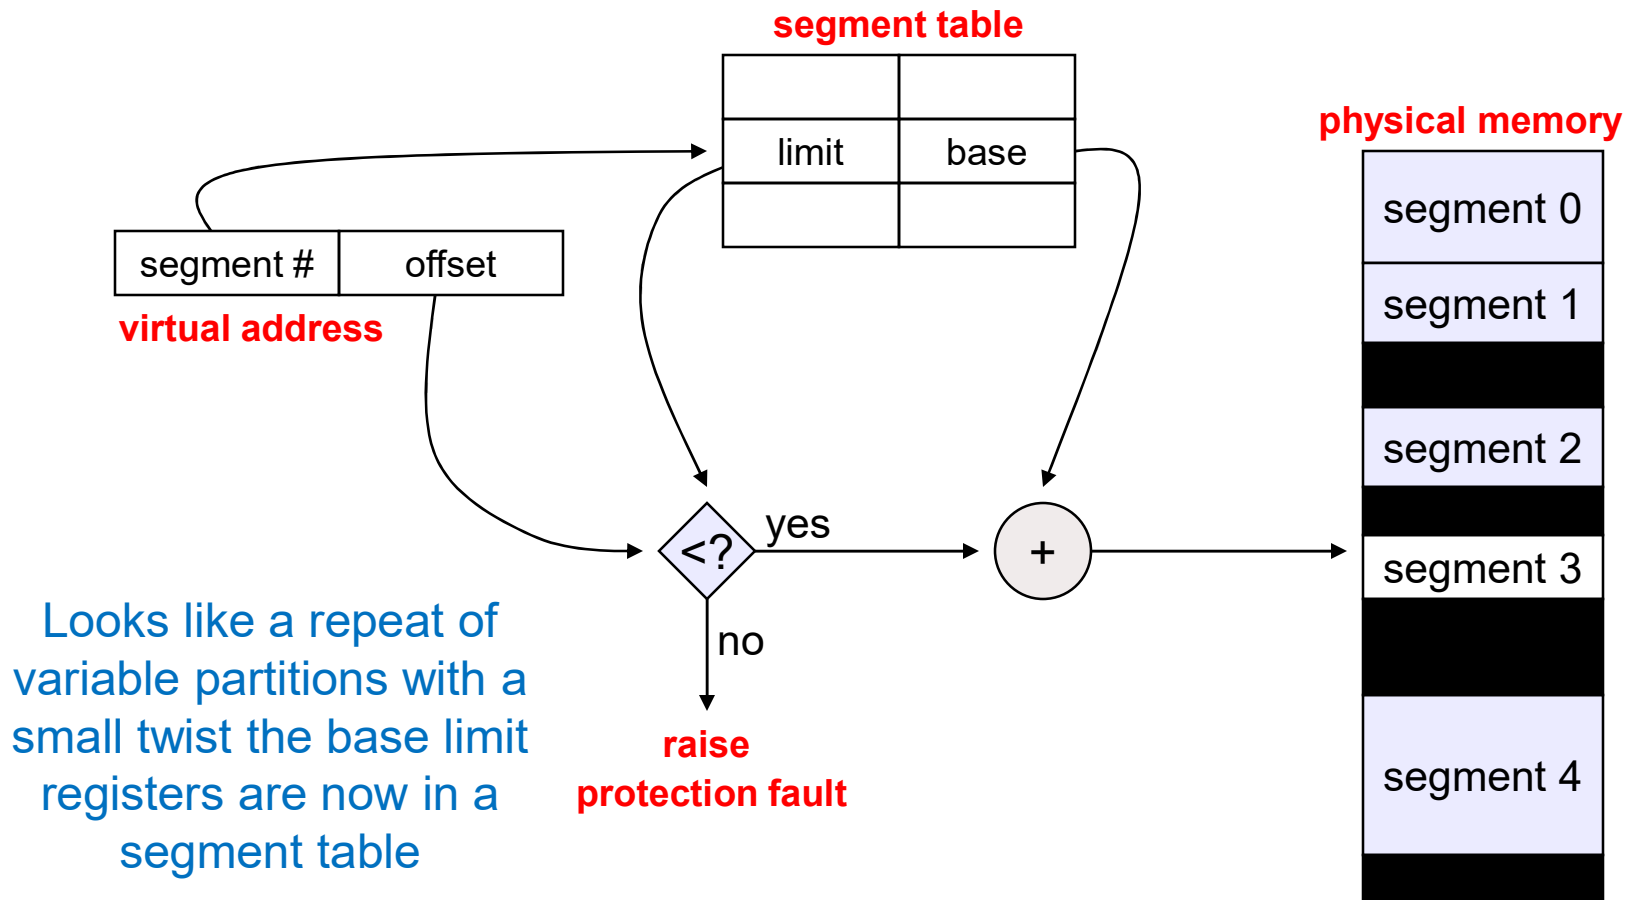 segment table
limit
base
physical memory
segment 0
segment #
offset
segment 1
virtual address
segment 2
yes
<?
+
segment 3
Looks like a repeat of
variable partitions with a
small twist the base limit
registers are now in a
segment table
no
raise
protection fault
segment 4